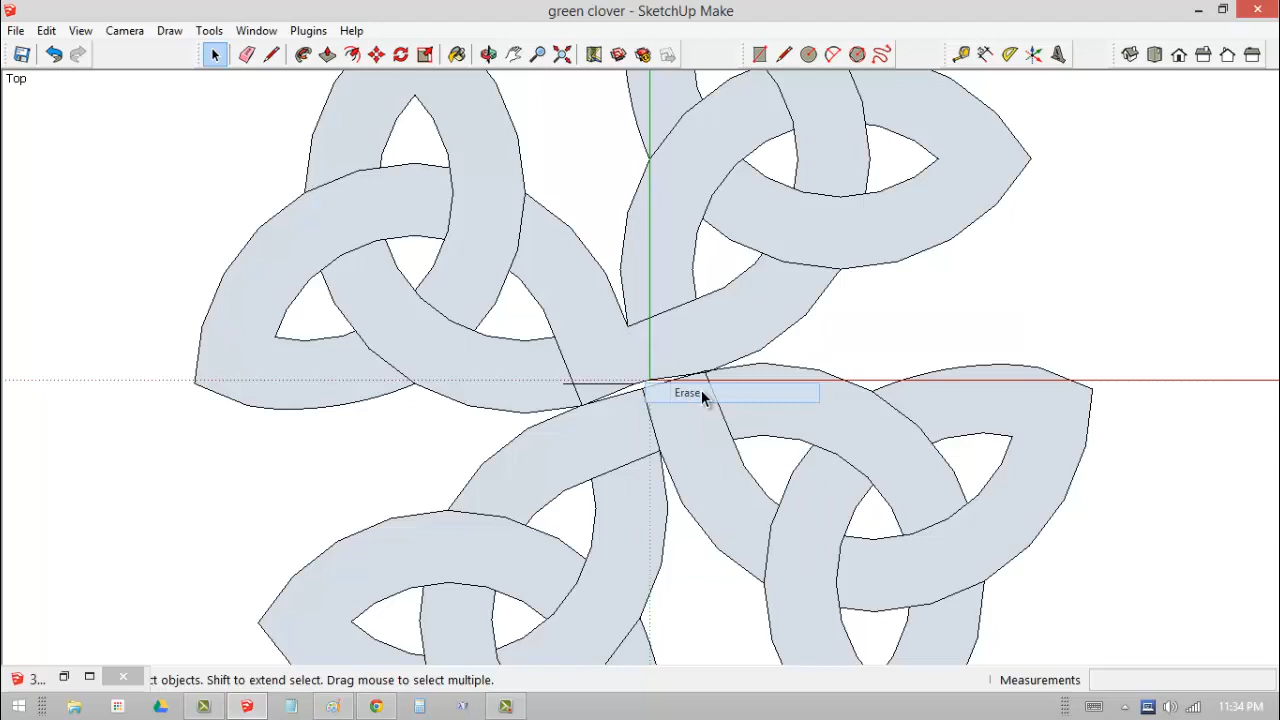 green clover - SketchUp Make
File Edit View Camera Draw Tools Window Plugins Help
Top
Erase
3...
:t objects. Shift to extend select. Drag mouse to select multiple.
Measurements
11:34 PM